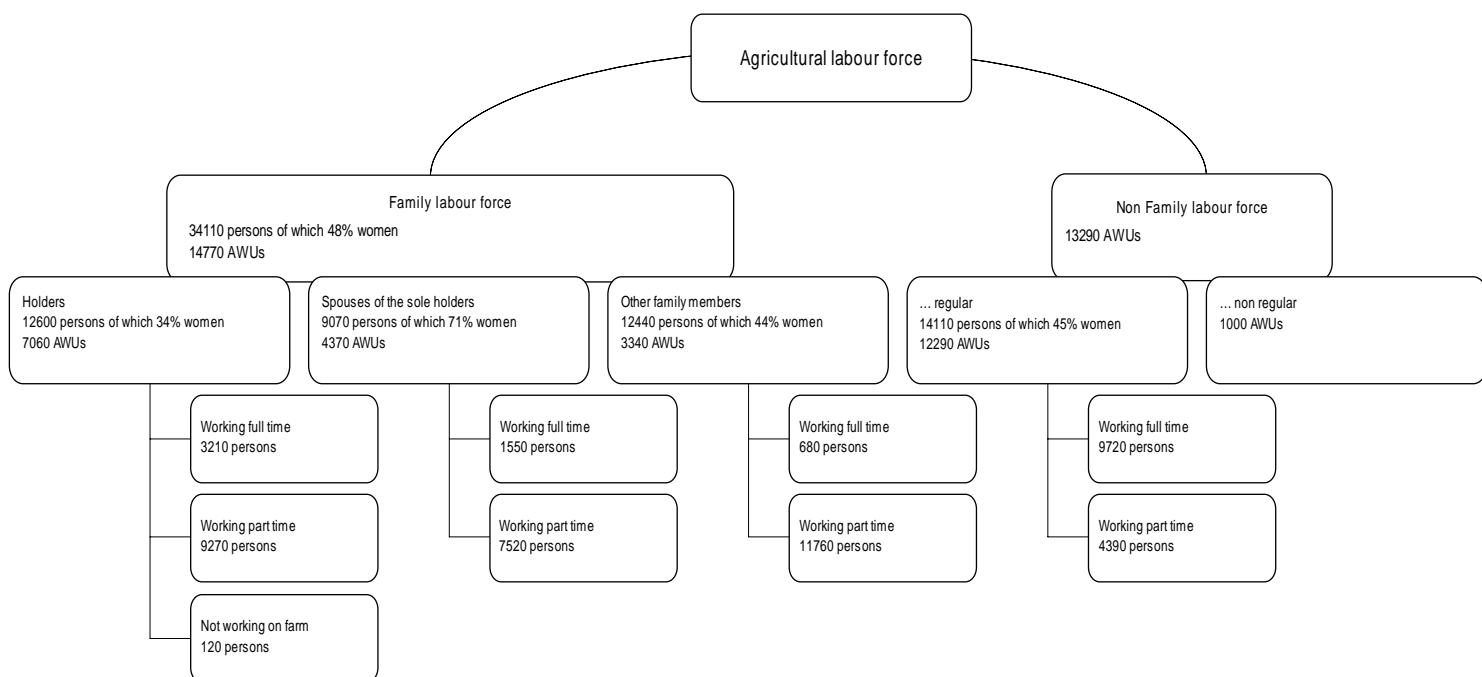 Agricultural labour force
Family labour force
34110 persons of which 48% women
14770 AWUs
Non Family labour force
13290 AWUs
Holders
12600 persons of which 34% women
7060 AWUs
Spouses of the sole holders
9070 persons of which 71% women
4370 AWUs
Other family members
12440 persons of which 44% women
3340 AWUs
... regular
14110 persons of which 45% women
12290 AWUs
... non regular
1000 AWUs
Working full time
3210 persons
Working full time
1550 persons
Working full time
680 persons
Working full time
9720 persons
Working part time
9270 persons
Working part time
7520 persons
Working part time
11760 persons
Working part time
4390 persons
Not working on farm
120 persons